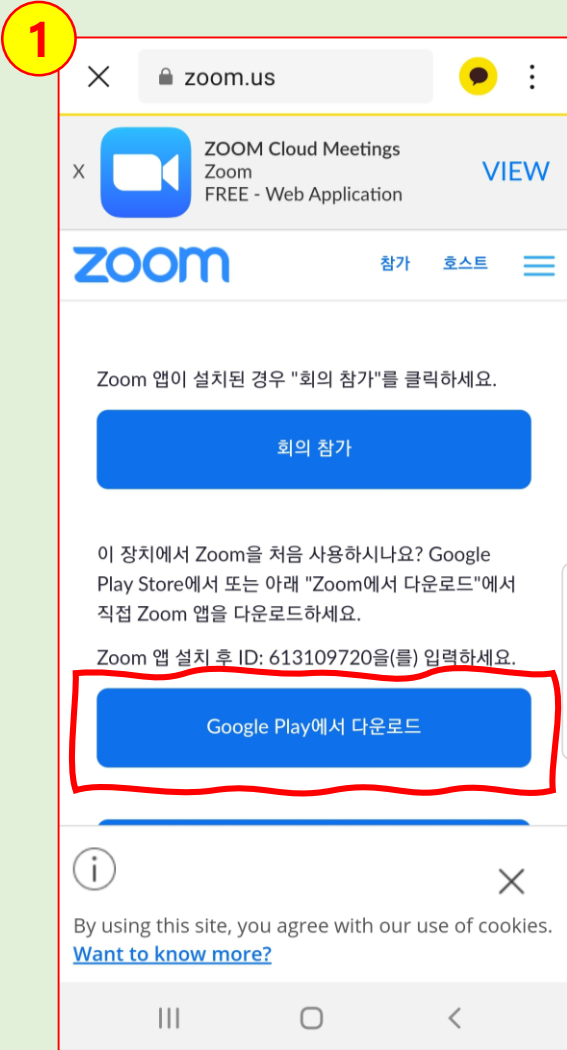 1
zoom.us
ZOOM Cloud Meetings
X
Zoom
VIEW
FREE - Web Application
zoom
참가
호스트
Zoom 앱이 설치된 경우 "회의 참가"를 클릭하세요.
회의 참가
이 장치에서 Zoom을 처음 사용하시나요? Google
Play Store에서 또는 아래 "Zoom에서 다운로드"에서
직접 Zoom 앱을 다운로드하세요.
Zoom 앱 설치 후 ID: 613109720을(를) 입력하세요.
Google Play에서 다운로드
i
By using this site, you agree with our use of cookies.
Want to know more?